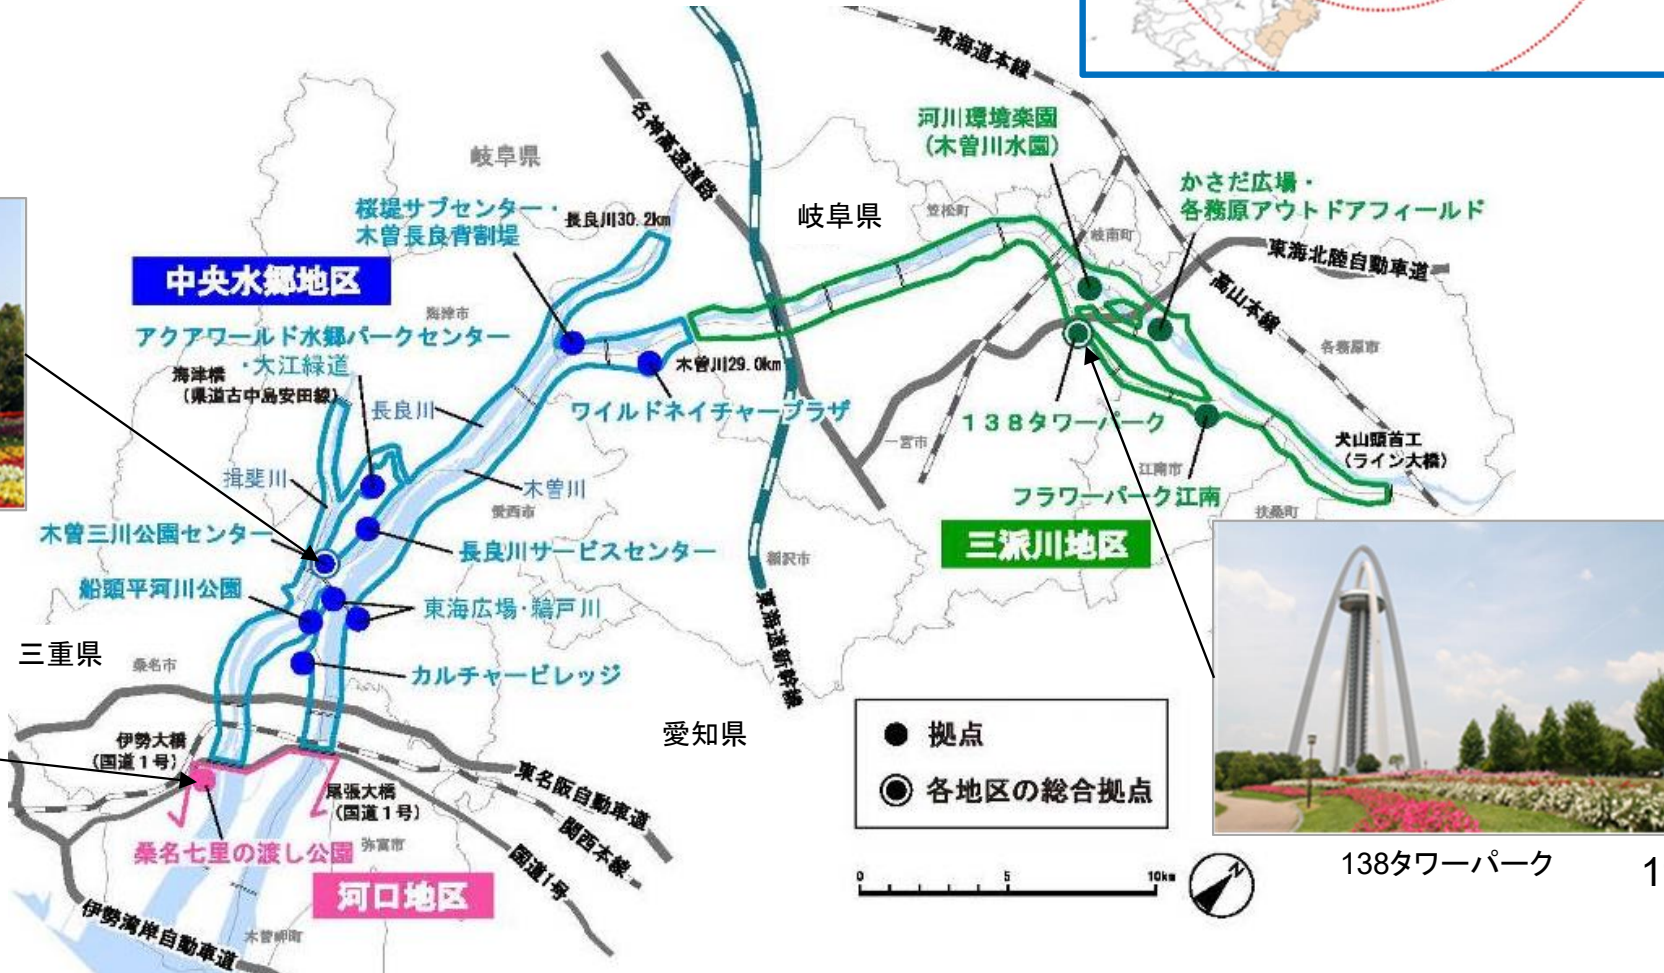 東海道本線
名神高速道路
岐阜県
河川環境楽園
（木曽川水園）
かさだ広場・
各務原アウトドアフィールド
桜堤サブセンター・
木曽長良背割堤
長良川30.2km
岐阜県
笠松町
岐南町
東海北陸自動車道
中央水郷地区
高山本線
海津市
アクアワールド水郷パークセンター
・大江緑道
各務原市
海津橋
（県道古中島安田線）
木曽川29.0km
長良川
ワイルドネイチャープラザ
138タワーパーク
一宮市
犬山頭首工
（ライン大橋）
江南市
揖斐川
木曽川
フラワーパーク江南
愛西市
扶桑町
木曽三川公園センター
長良川サービスセンター
三派川地区
稲沢市
船頭平河川公園
東海広場・鵜戸川
東海道新幹線
三重県
桑名市
カルチャービレッジ
愛知県
拠点
各地区の総合拠点
伊勢大橋
（国道１号）
東名阪自動車道
尾張大橋
（国道１号）
関西本線
桑名七里の渡し公園
弥富市
国道1号
河口地区
0 5 10km
N
138タワーパーク
1
伊勢湾岸自動車道
木曽岬町